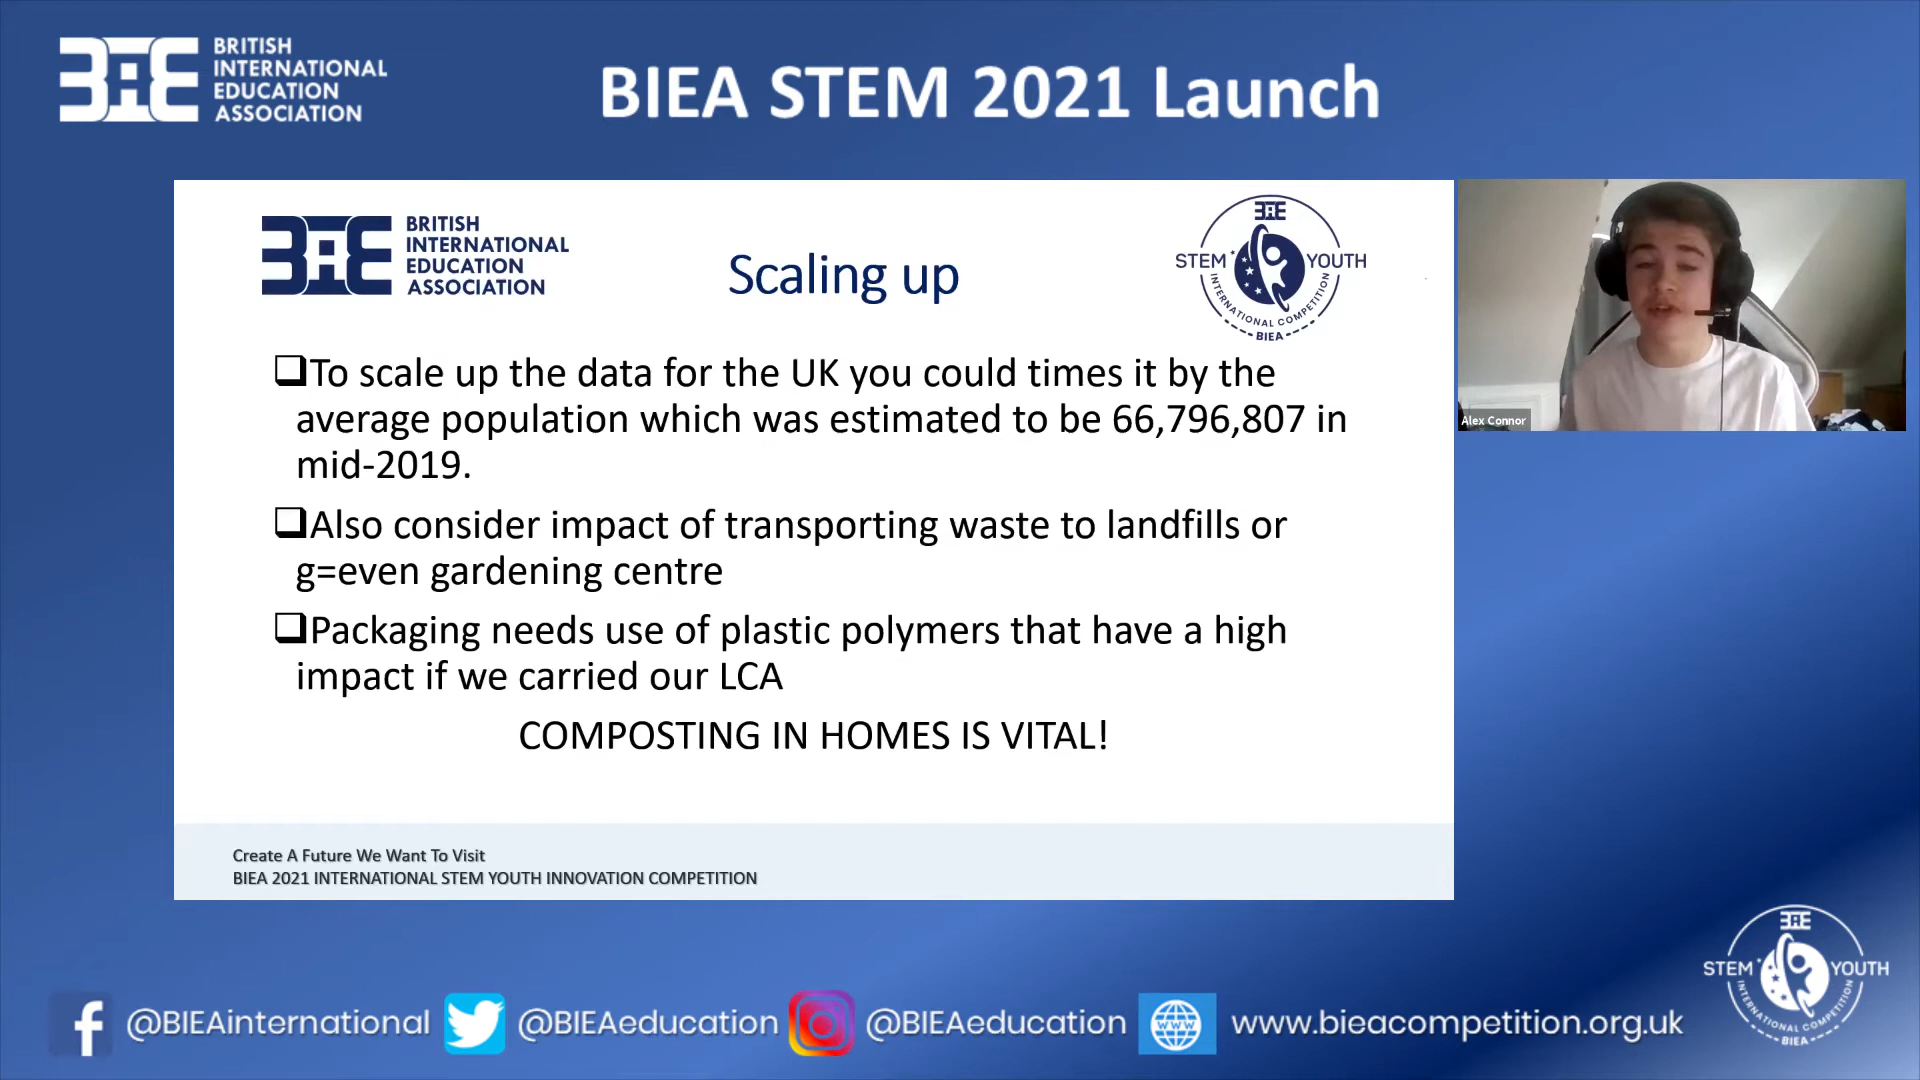 BRITISH
INTERNATIONAL
EDUCATION
ASSOCIATION
BIEA STEM 2021 Launch
BRITISH
INTERNATIONAL
EDUCATION
ASSOCIATION
Scaling up
STEM YOUTH
INTERNATIONAL COMPETITION
BIEA
To scale up the data for the UK you could times it by the
average population which was estimated to be 66,796,807 in
mid-2019.
Also consider impact of transporting waste to landfills or
g=even gardening centre
Packaging needs use of plastic polymers that have a high
impact if we carried our LCA
COMPOSTING IN HOMES IS VITAL!
Create A Future We Want To Visit
BIEA 2021 INTERNATIONAL STEM YOUTH INNOVATION COMPETITION
Alex Connor
@BIEAinternational
@BIEAeducation
@BIEAeducation
www
www.bieacompetition.org.uk
STEM YOUTH
INTERNATIONAL COMPETITION
BIEA